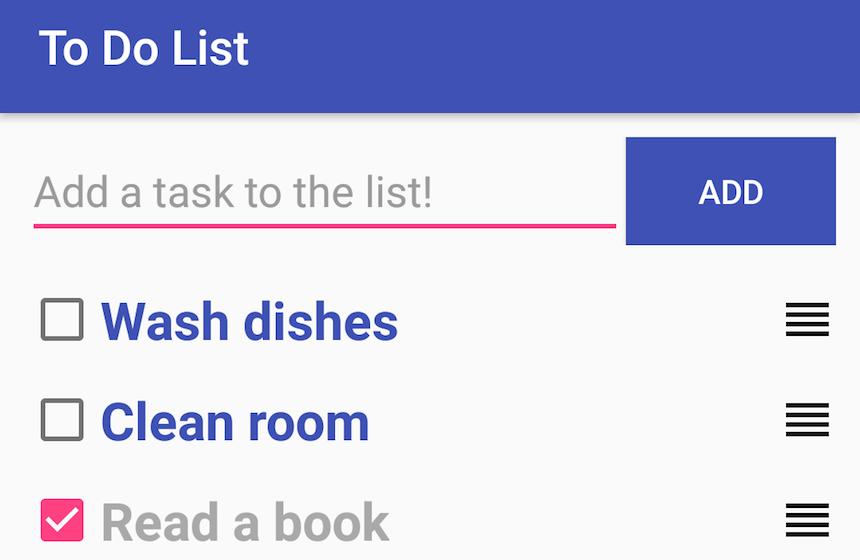 To Do List
Add a task to the list!
ADD
Wash dishes
Clean room
Read a book